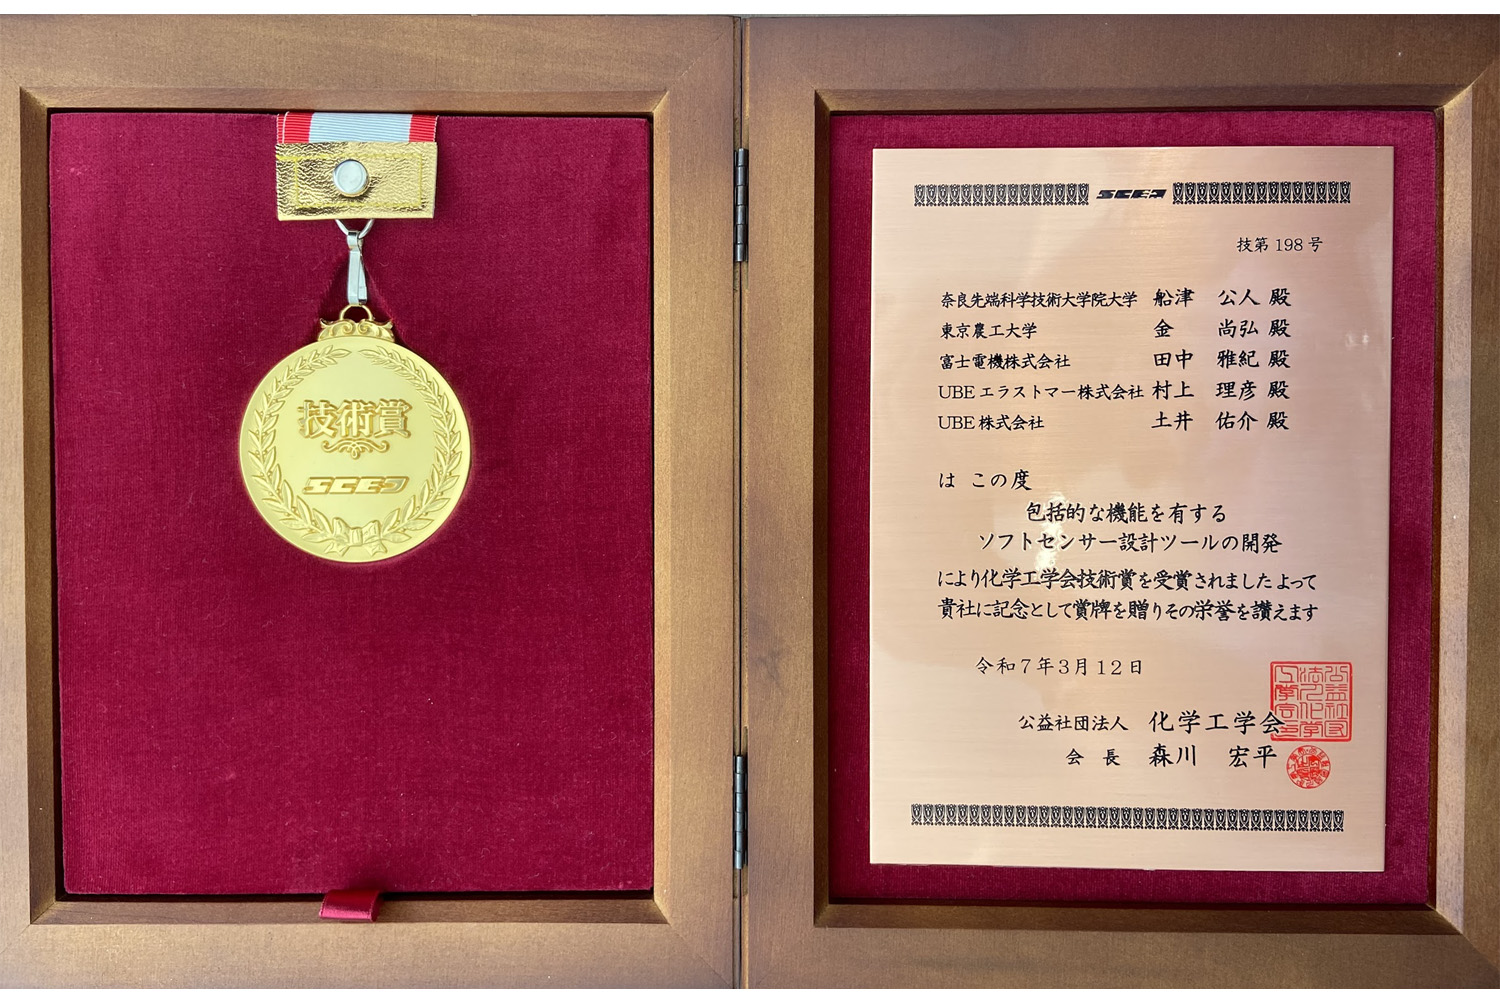 技術賞
SCEJ
SCEJ
技第198号
奈良先端科学技術大学院大学 船津 公人 殿
東京農工大学 金 尚弘 殿
富士電機株式会社 田中 雅紀 殿
UBEエラストマー株式会社 村上 理彦 殿
UBE株式会社 土井 佑介 殿
は この度
包括的な機能を有する
ソフトセンサー設計ツールの開発
により化学工学会技術賞を受賞されました よって
貴社に記念として賞牌を贈りその栄誉を讃えます
令和7年3月12日
公益社団法人 化学工学会
会長 森川 宏平